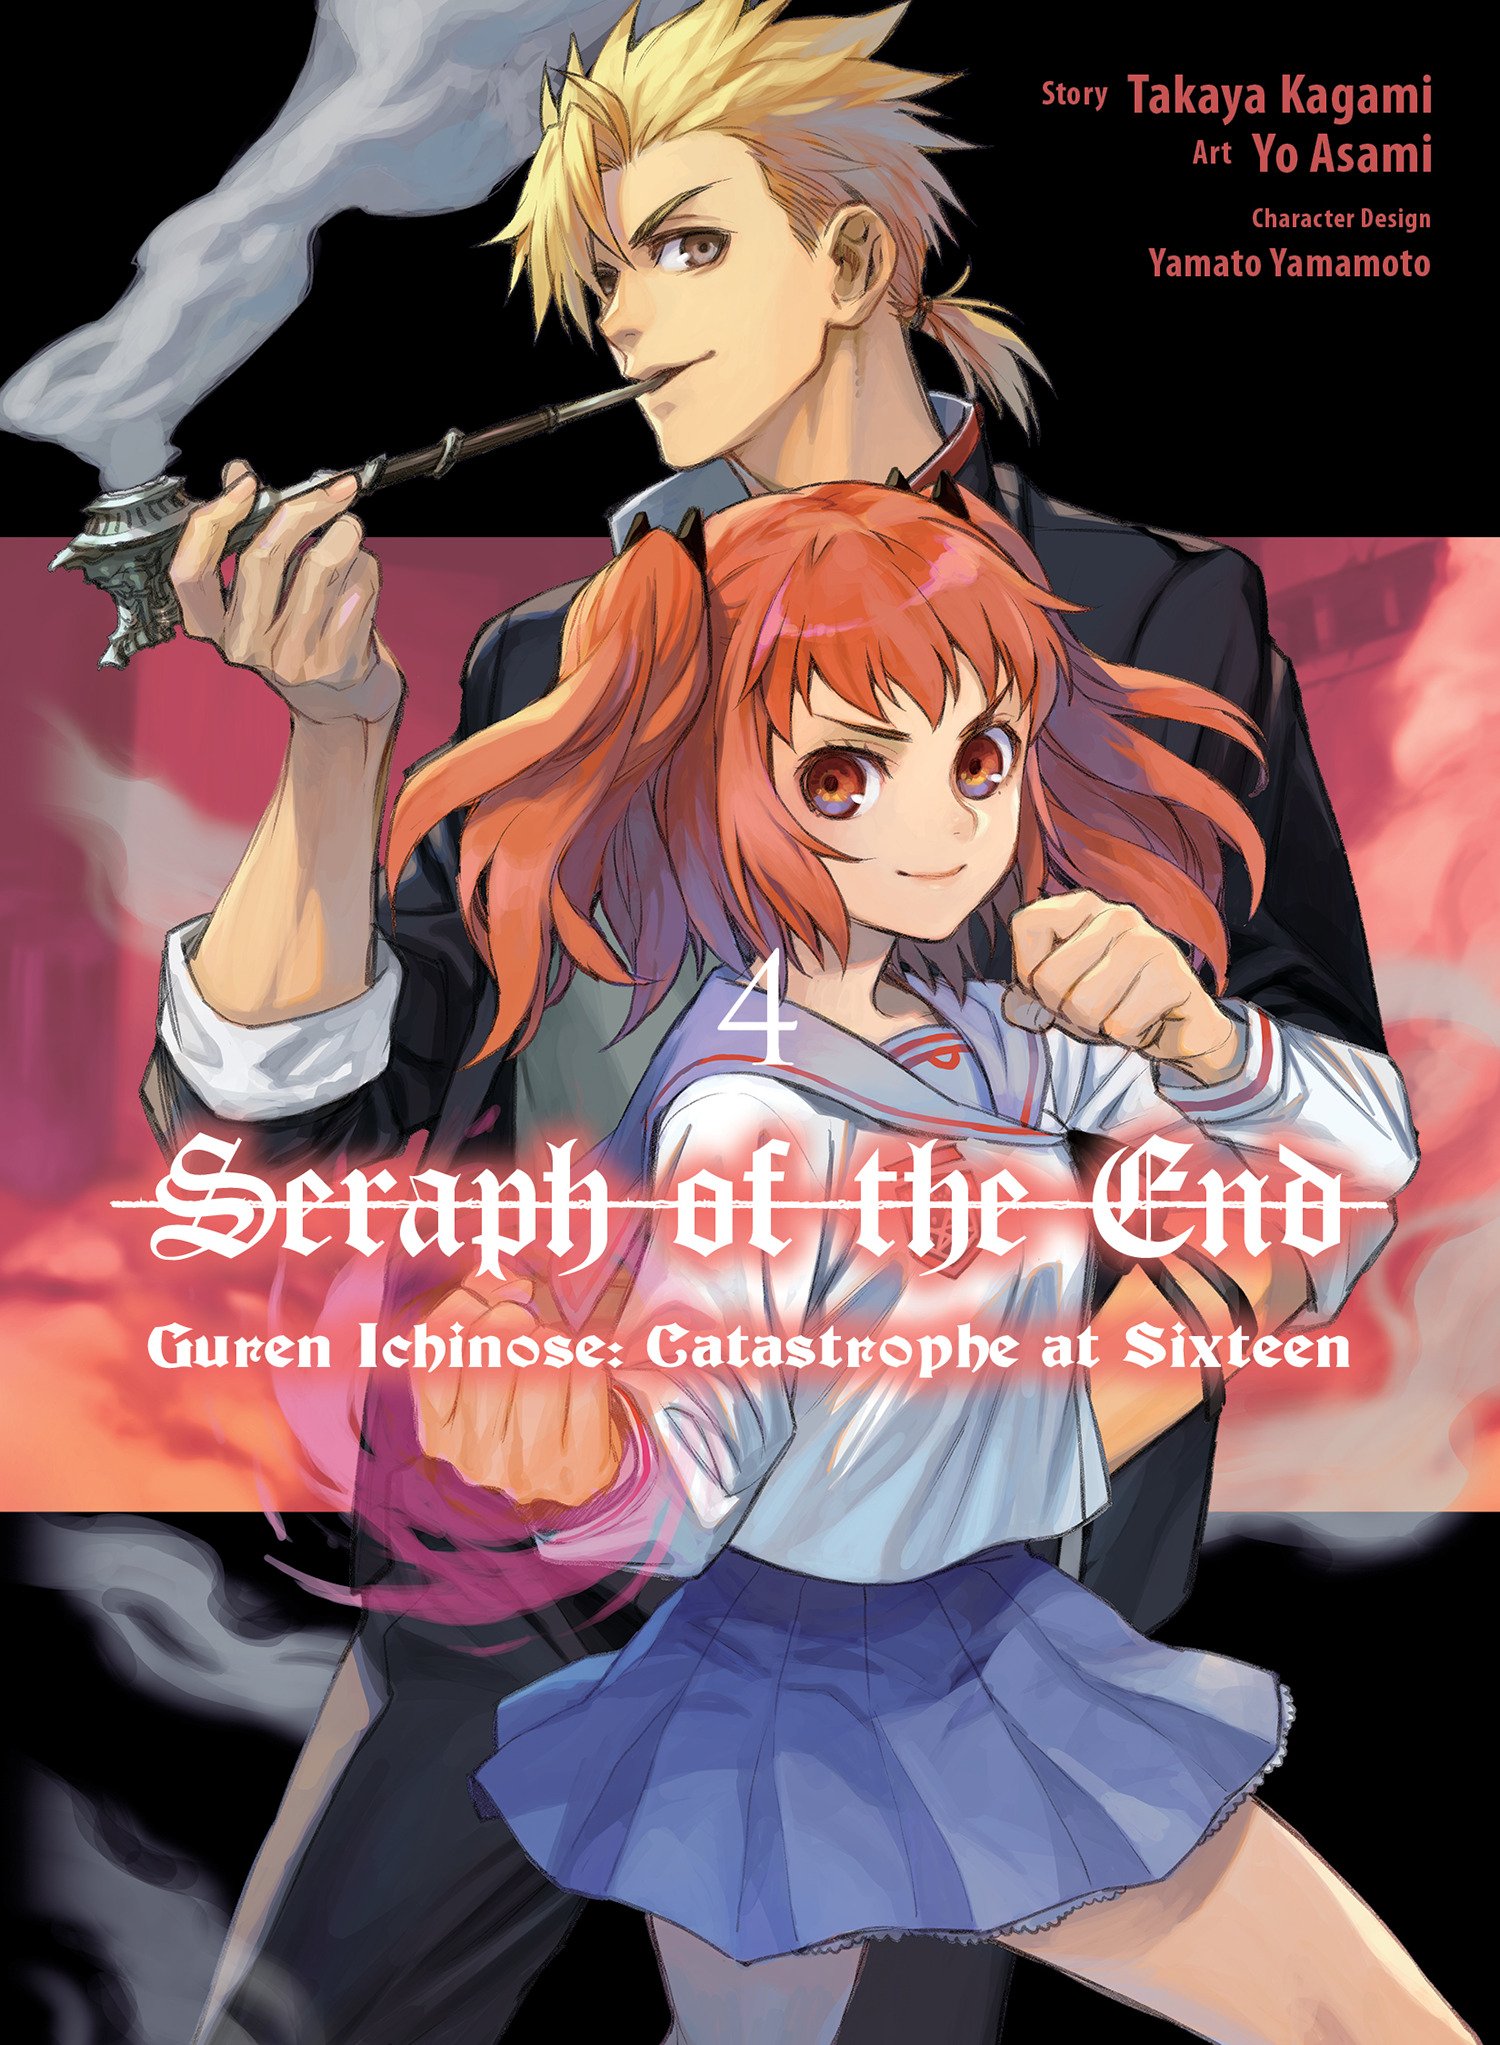 Story Takaya Kagami
Art Yo Asami
Character Design
Yamato Yamamoto
4
Seraph of the End
Guren Ichinose: Catastrophe at Sixteen